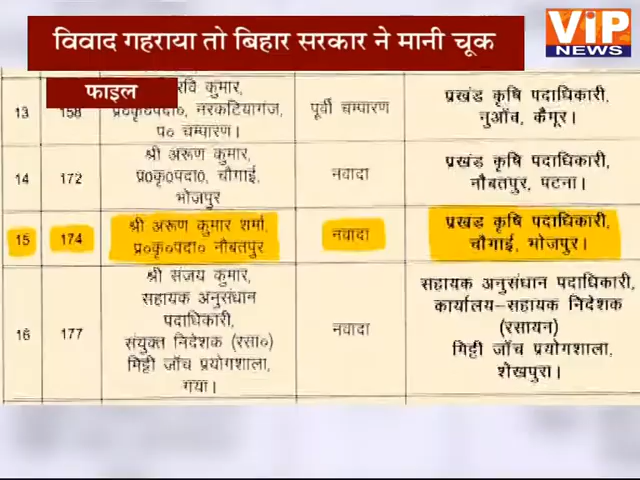 विवाद गहराया तो बिहार सरकार ने मानी चूक
ViP
NEWS
फाइल
13 158 रवि कुमार, प्र०कृ०पदा०, नरकटियागंज, प० चम्पारण। पूर्वी चम्पारण प्रखंड कृषि पदाधिकारी, नुआँव, कैमूर।
14 172 श्री अरूण कुमार, प्र०कृ०पदा०, चौगाई, भोजपुर नवादा प्रखंड कृषि पदाधिकारी, नौबतपुर, पटना।
15 174 श्री अरूण कुमार शर्मा, प्र०कृ०पदा० नौबतपुर नवादा प्रखंड कृषि पदाधिकारी, चौगाई, भोजपुर।
16 177 श्री संजय कुमार, सहायक अनुसंधान पदाधिकारी, संयुक्त निदेशक (रसा०) मिट्टी जाँच प्रयोगशाला, गया। नवादा सहायक अनुसंधान पदाधिकारी, कार्यालय–सहायक निदेशक (रसायन) मिट्टी जाँच प्रयोगशाला, शेखपुरा।